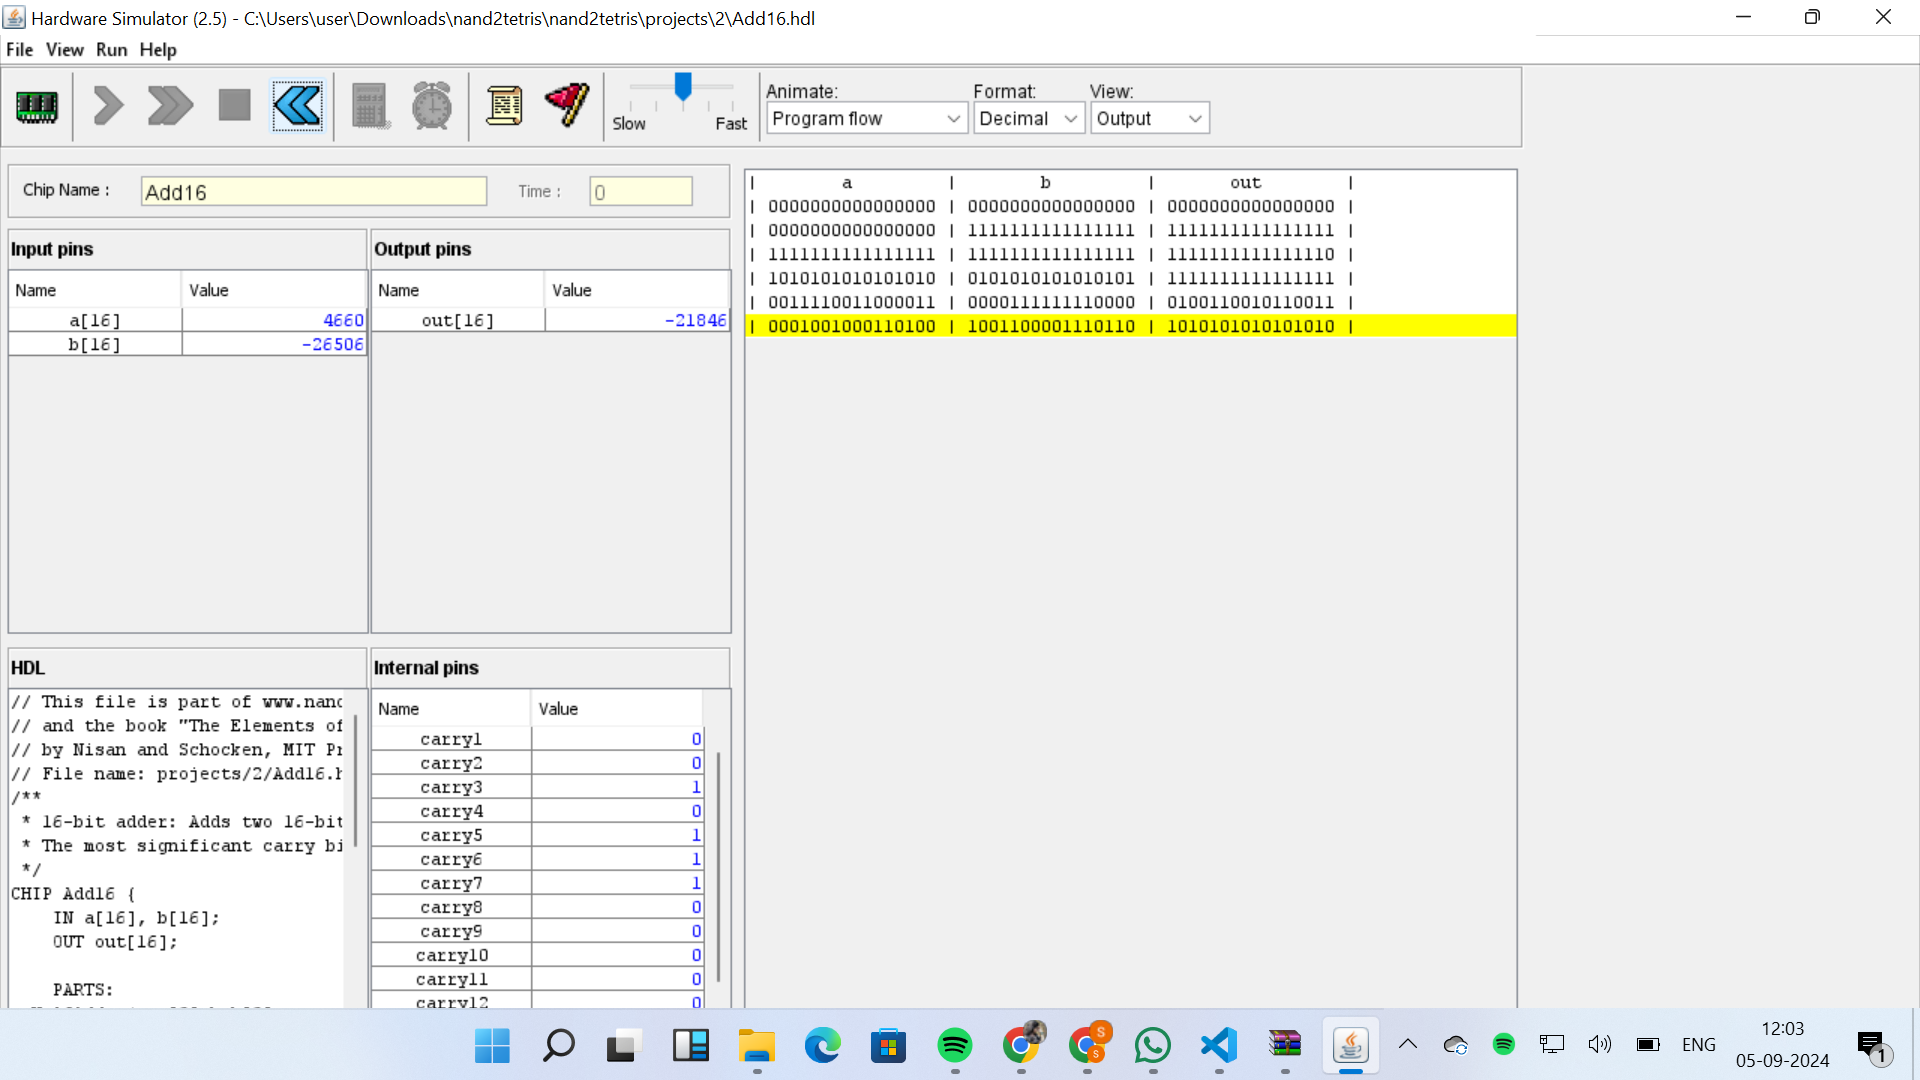 Hardware Simulator (2.5) - C:\Users\user\Downloads\nand2tetris\nand2tetris\projects\2\Add16.hdl
File View Run Help
Animate: Format: View:
Slow Fast Program flow Decimal Output
Chip Name : Add16 Time : 0
Input pins
Name Value
a[16] 4660
b[16] -26506
Output pins
Name Value
out[16] -21846
| a | b | out |
| 0000000000000000 | 0000000000000000 | 0000000000000000 |
| 0000000000000000 | 1111111111111111 | 1111111111111111 |
| 1111111111111111 | 1111111111111111 | 1111111111111110 |
| 1010101010101010 | 0101010101010101 | 1111111111111111 |
| 0011110011000011 | 0000111111110000 | 0100110010110011 |
| 0001001000110100 | 1001100001110110 | 1010101010101010 |
HDL
// This file is part of www.nand
// and the book "The Elements of
// by Nisan and Schocken, MIT Pr
// File name: projects/2/Add16.h
/**
* 16-bit adder: Adds two 16-bit
* The most significant carry bi
*/
CHIP Add16 {
IN a[16], b[16];
OUT out[16];
PARTS:
Internal pins
Name Value
carry1 0
carry2 0
carry3 1
carry4 0
carry5 1
carry6 1
carry7 1
carry8 0
carry9 0
carry10 0
carry11 0
carry12 0
S
S
ENG
12:03
05-09-2024
1